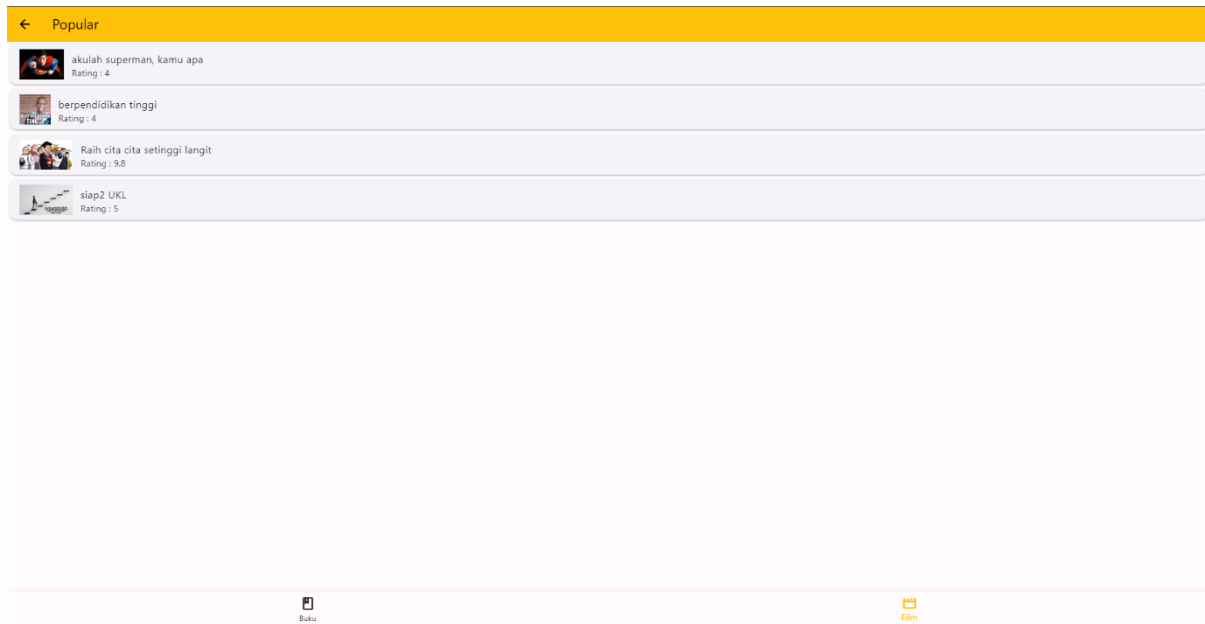 Popular
akulah superman, kamu apa
Rating : 4
berpendidikan tinggi
Rating : 4
Raih cita cita setinggi langit
Rating : 9.8
siap2 UKL
Rating : 5
Buku
Film